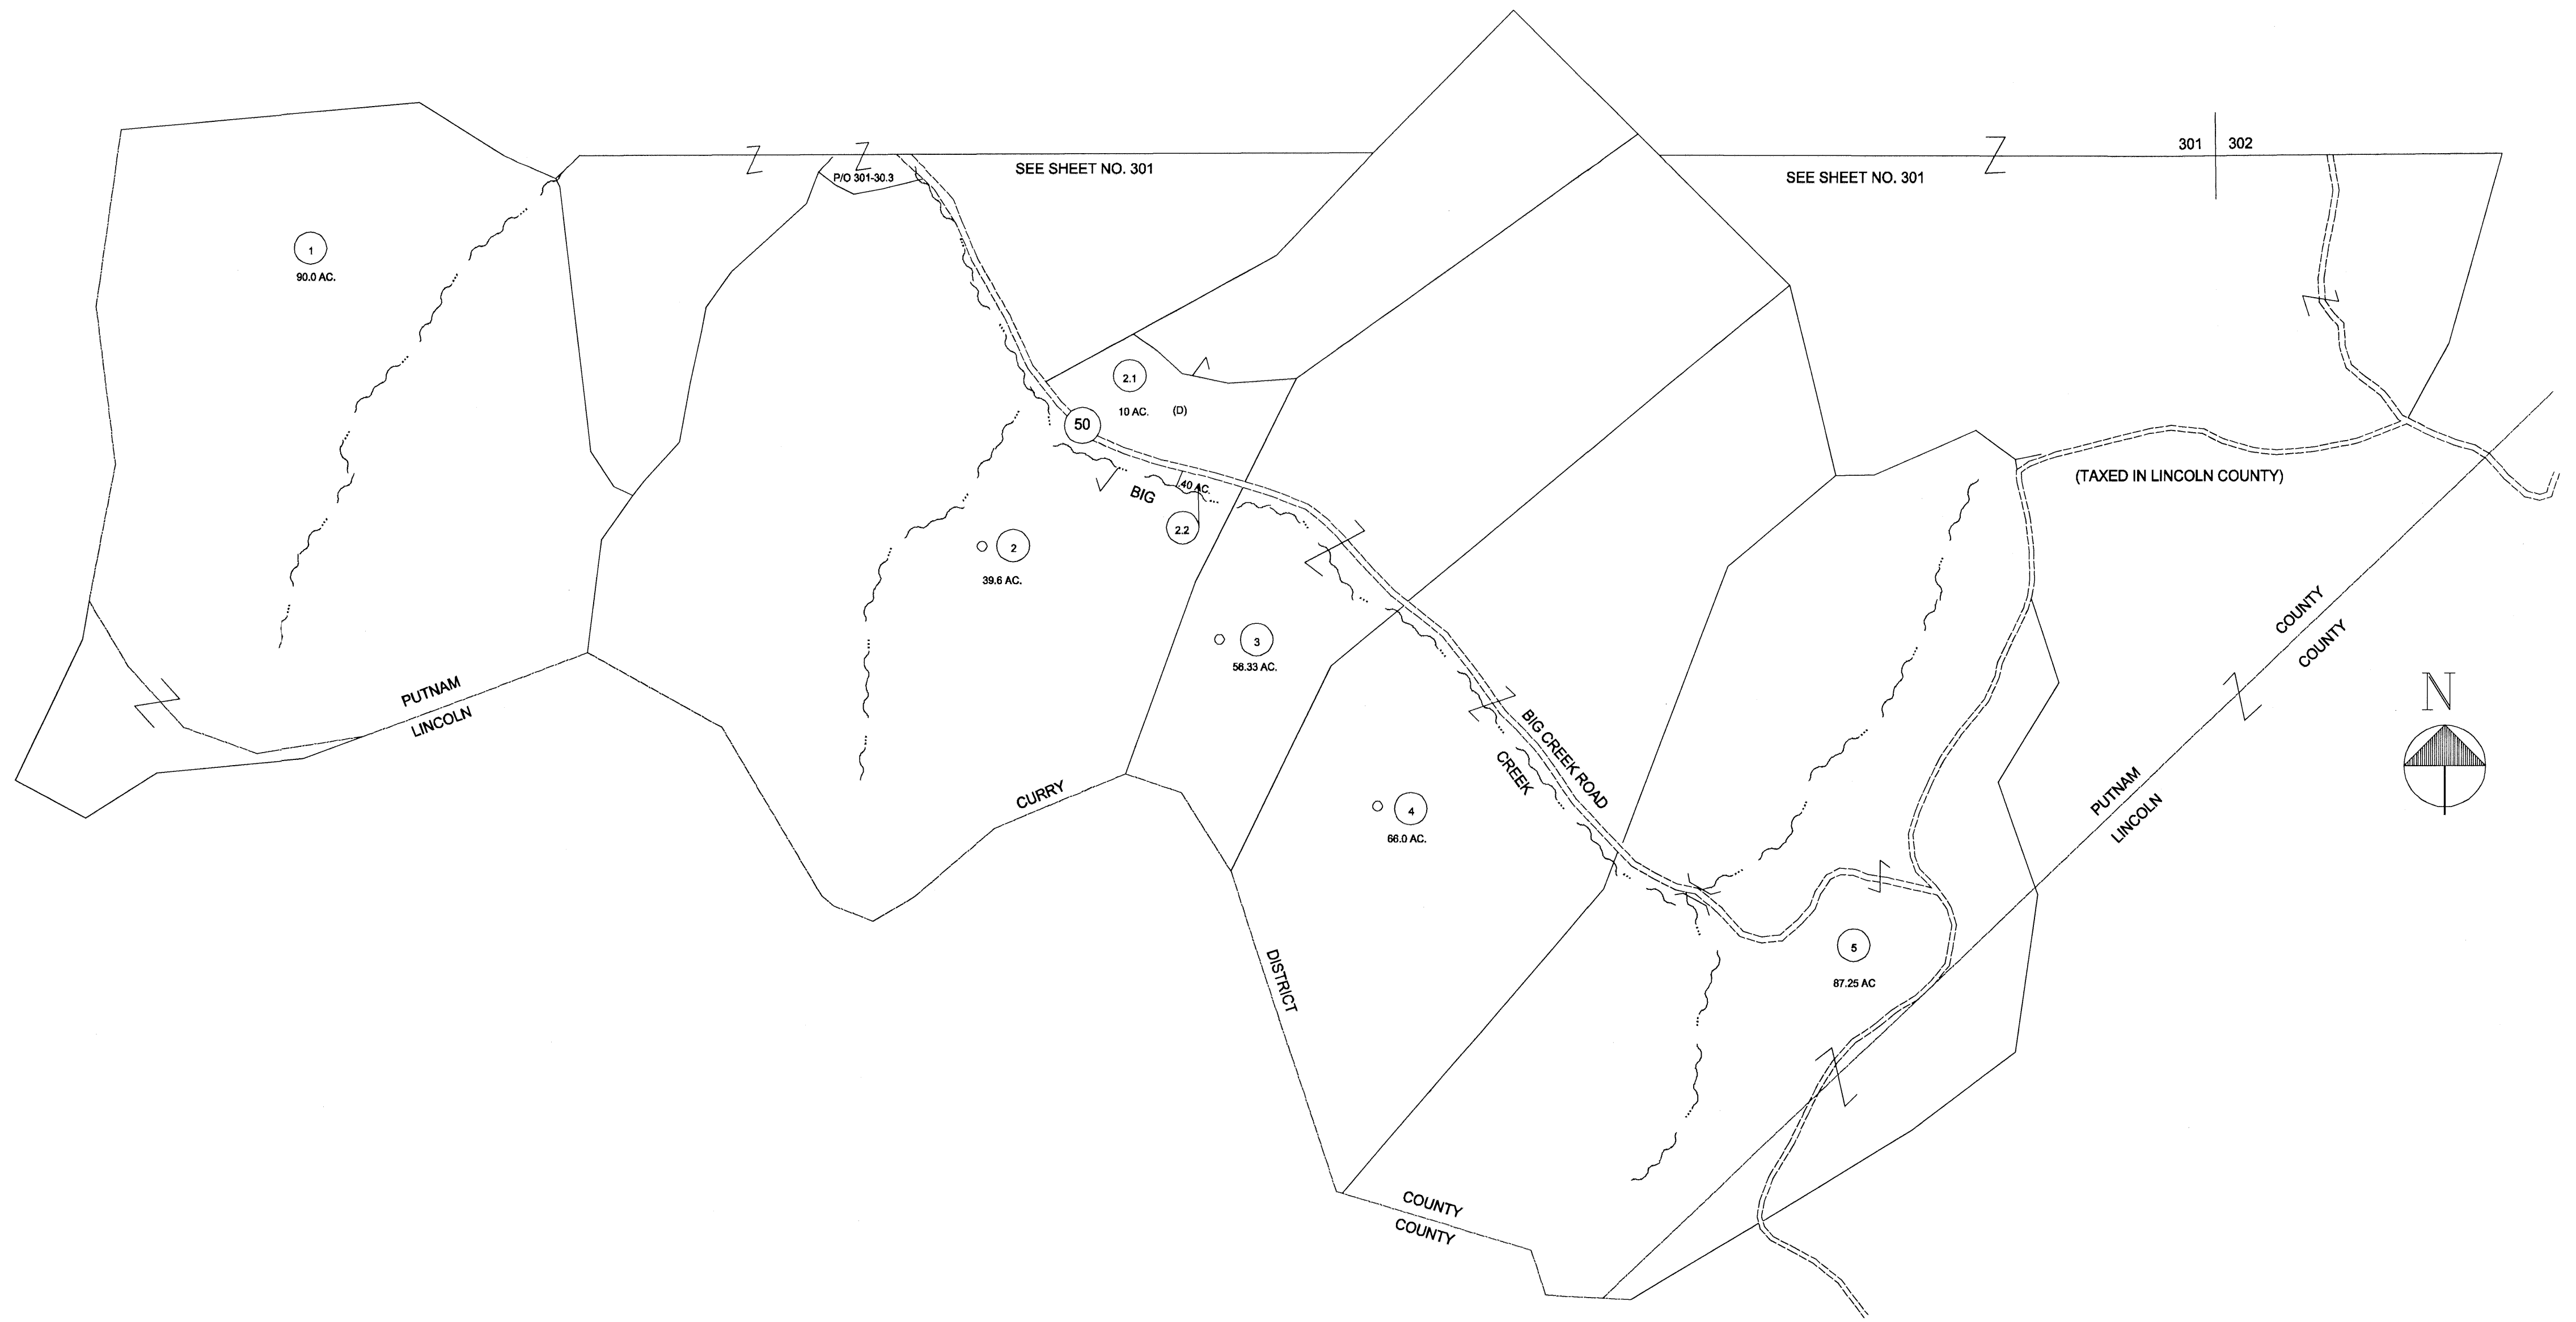 301 302
SEE SHEET NO. 301
SEE SHEET NO. 301
P/O 301-30.3
1
90.0 AC.
2.1
10 AC. (D)
50
(TAXED IN LINCOLN COUNTY)
.40 AC.
BIG
2.2
2
39.6 AC.
3
58.33 AC.
COUNTY
COUNTY
PUTNAM
LINCOLN
N
BIG CREEK ROAD
CREEK
CURRY
4
66.0 AC.
PUTNAM
LINCOLN
5
87.25 AC
DISTRICT
COUNTY
COUNTY